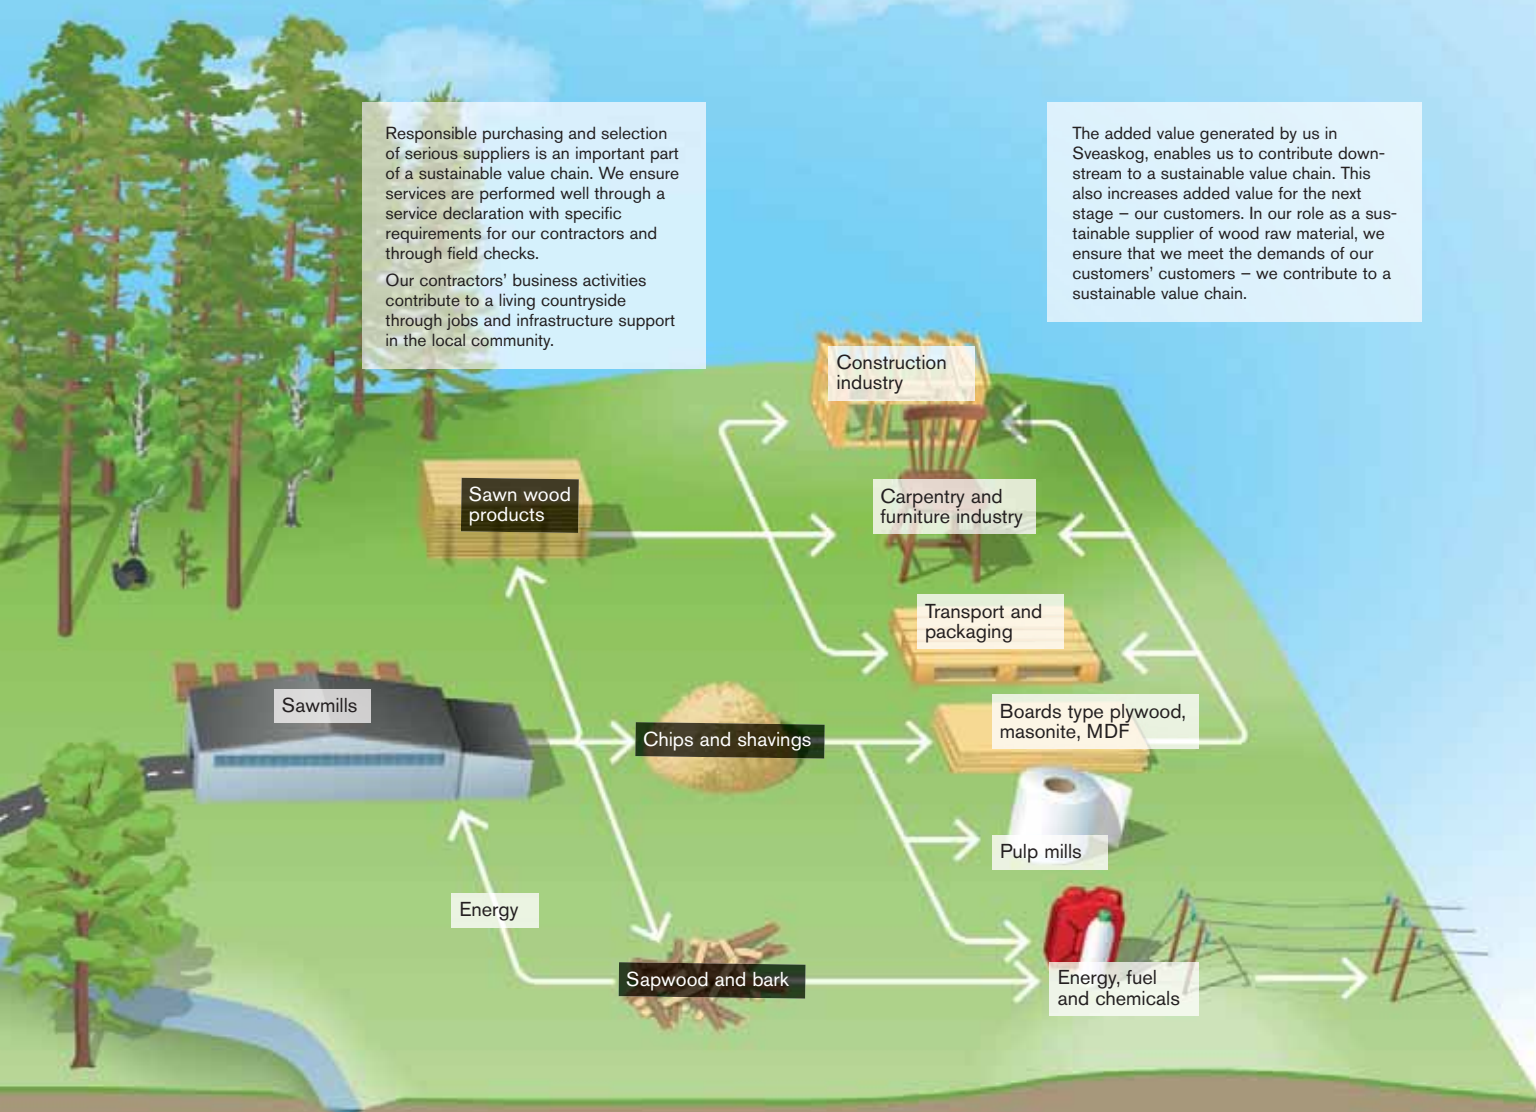 Responsible purchasing and selection
of serious suppliers is an important part
of a sustainable value chain. We ensure
services are performed well through a
service declaration with specific
requirements for our contractors and
through field checks.
Our contractors' business activities
contribute to a living countryside
through jobs and infrastructure support
in the local community.
The added value generated by us in
Sveaskog, enables us to contribute down-
stream to a sustainable value chain. This
also increases added value for the next
stage – our customers. In our role as a sus-
tainable supplier of wood raw material, we
ensure that we meet the demands of our
customers' customers – we contribute to a
sustainable value chain.
Construction
industry
Sawn wood
products
Carpentry and
furniture industry
Transport and
packaging
Sawmills
Chips and shavings
Boards type plywood,
masonite, MDF
Pulp mills
Energy
Sapwood and bark
Energy, fuel
and chemicals